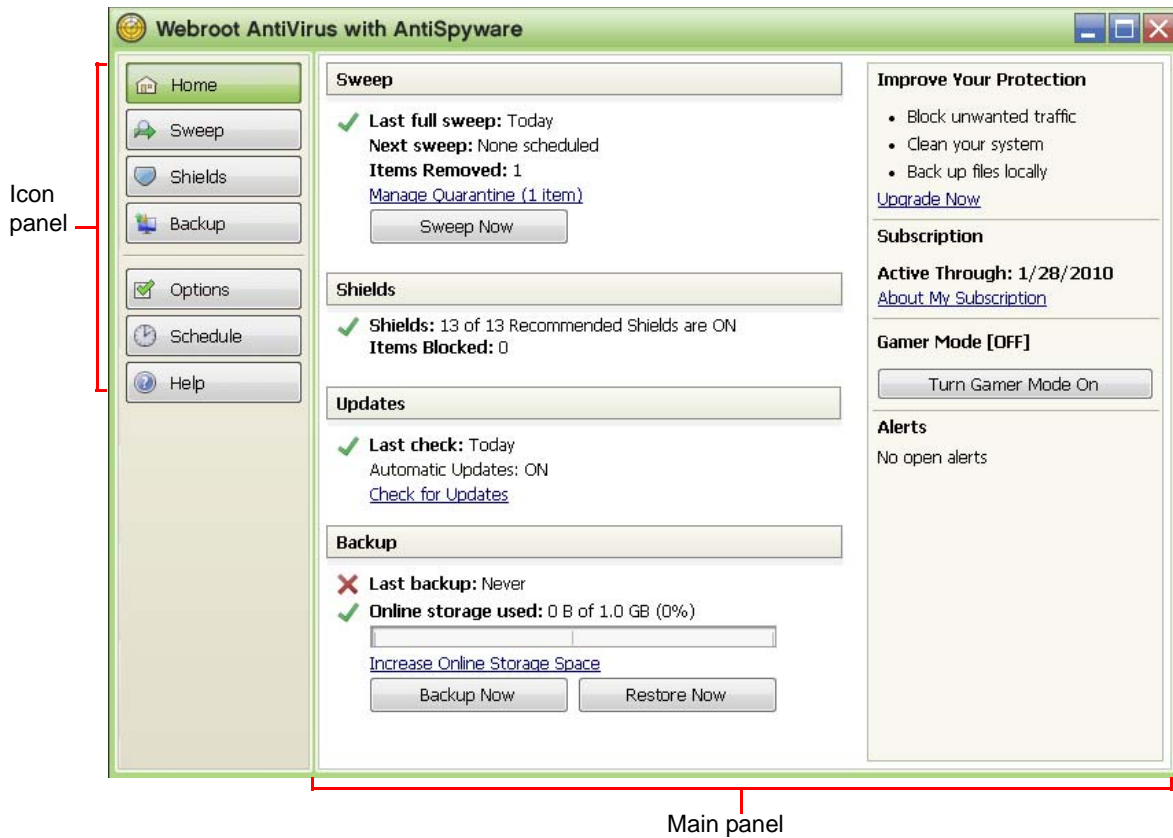 Webroot AntiVirus with AntiSpyware
Icon
panel
Home
Sweep
Shields
Backup
Options
Schedule
Help
Sweep
Last full sweep: Today
Next sweep: None scheduled
Items Removed: 1
Manage Quarantine (1 item)
Sweep Now
Shields
Shields: 13 of 13 Recommended Shields are ON
Items Blocked: 0
Updates
Last check: Today
Automatic Updates: ON
Check for Updates
Backup
Last backup: Never
Online storage used: 0 B of 1.0 GB (0%)
Increase Online Storage Space
Backup Now
Restore Now
Improve Your Protection
• Block unwanted traffic
• Clean your system
• Back up files locally
Upgrade Now
Subscription
Active Through: 1/28/2010
About My Subscription
Gamer Mode [OFF]
Turn Gamer Mode On
Alerts
No open alerts
Main panel